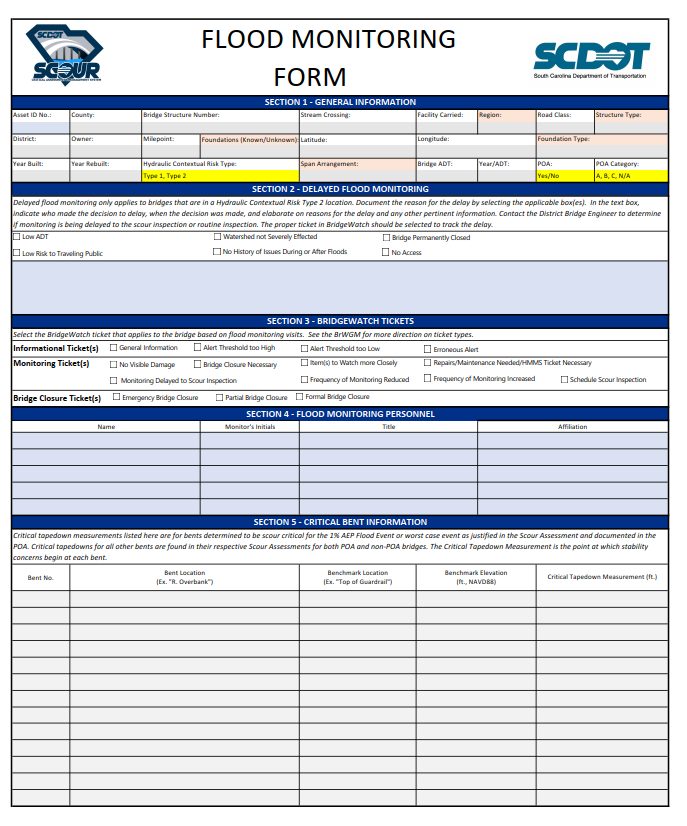 SCDOT
SCOUR
FLOOD MONITORING
FORM
SCDOT
South Carolina Department of Transportation
SECTION 1 - GENERAL INFORMATION
Asset ID No.: County: Bridge Structure Number: Stream Crossing: Facility Carried: Region: Road Class: Structure Type:
District: Owner: Milepoint: Foundations (Known/Unknown): Latitude: Longitude: Foundation Type:
Year Built: Year Rebuilt: Hydraulic Contextual Risk Type: Span Arrangement: Bridge ADT: Year/ADT: POA: POA Category:
Type 1, Type 2 Yes/No A, B, C, N/A
SECTION 2 - DELAYED FLOOD MONITORING
Delayed flood monitoring only applies to bridges that are in a Hydraulic Contextual Risk Type 2 location. Document the reason for the delay by selecting the applicable box(es). In the text box,
indicate who made the decision to delay, when the decision was made, and elaborate on reasons for the delay and any other pertinent information. Contact the District Bridge Engineer to determine
if monitoring is being delayed to the scour inspection or routine inspection. The proper ticket in BridgeWatch should be selected to track the delay.
Low ADT Watershed not Severely Effected Bridge Permanently Closed
Low Risk to Traveling Public No History of Issues During or After Floods No Access
SECTION 3 - BRIDGEWATCH TICKETS
Select the BridgeWatch ticket that applies to the bridge based on flood monitoring visits. See the BrWGM for more direction on ticket types.
Informational Ticket(s) General Information Alert Threshold too High Alert Threshold too Low Erroneous Alert
Monitoring Ticket(s) No Visible Damage Bridge Closure Necessary Item(s) to Watch more Closely Repairs/Maintenance Needed/HMMS Ticket Necessary
Monitoring Delayed to Scour Inspection Frequency of Monitoring Reduced Frequency of Monitoring Increased Schedule Scour Inspection
Bridge Closure Ticket(s) Emergency Bridge Closure Partial Bridge Closure Formal Bridge Closure
SECTION 4 - FLOOD MONITORING PERSONNEL
Name Monitor's Initials Title Affiliation
SECTION 5 - CRITICAL BENT INFORMATION
Critical tapedown measurements listed here are for bents determined to be scour critical for the 1% AEP Flood Event or worst case event as justified in the Scour Assessment and documented in the
POA. Critical tapedowns for all other bents are found in their respective Scour Assessments for both POA and non-POA bridges. The Critical Tapedown Measurement is the point at which stability
concerns begin at each bent.
Bent No. Bent Location Benchmark Location Benchmark Elevation Critical Tapedown Measurement (ft.)
(Ex. "R. Overbank") (Ex. "Top of Guardrail") (ft., NAVD88)